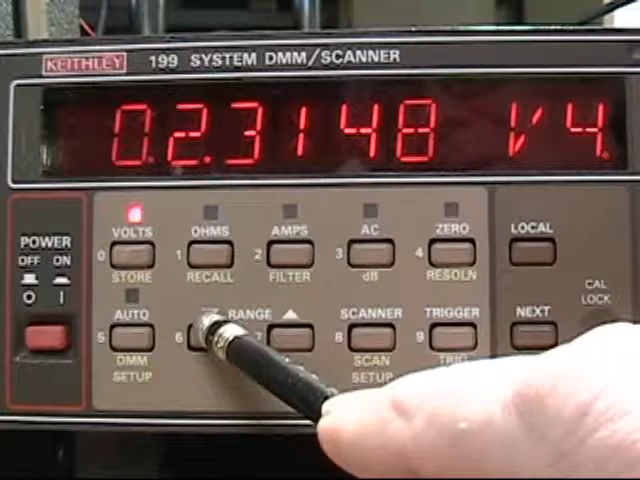 KEITHLEY 199 SYSTEM DMM/SCANNER
02.3148 V4.
POWER
OFF ON
O I
VOLTS OHMS AMPS AC ZERO LOCAL
0 1 2 3 4
STORE RECALL FILTER dB RESOLN
CAL
LOCK
AUTO RANGE SCANNER TRIGGER NEXT
5 6 7 8 9
DMM SCAN TRIG
SETUP SETUP